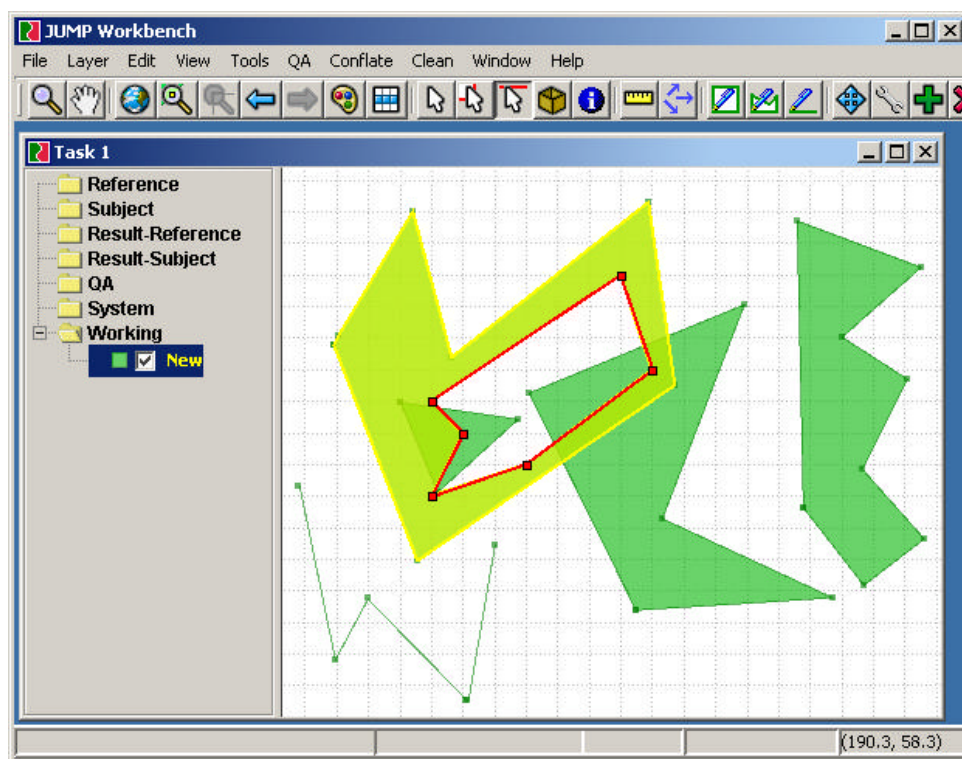 JUMP Workbench
File Layer Edit View Tools QA Conflate Clean Window Help
Task 1
Reference
Subject
Result-Reference
Result-Subject
QA
System
Working
New
(190.3, 58.3)